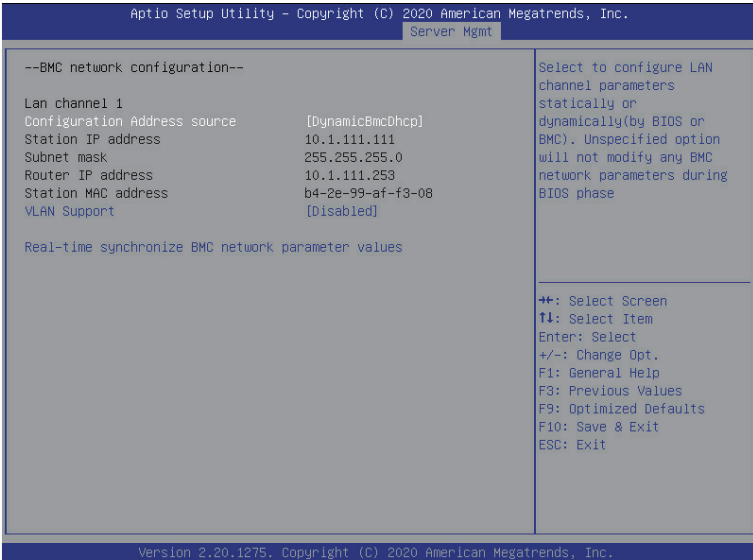 Aptio Setup Utility – Copyright (C) 2020 American Megatrends, Inc.
Server Mgmt
--BMC network configuration--
Lan channel 1
Configuration Address source [DynamicBmcDhcp]
Station IP address 10.1.111.111
Subnet mask 255.255.255.0
Router IP address 10.1.111.253
Station MAC address b4-2e-99-af-f3-08
VLAN Support [Disabled]
Real-time synchronize BMC network parameter values
Select to configure LAN
channel parameters
statically or
dynamically(by BIOS or
BMC). Unspecified option
will not modify any BMC
network parameters during
BIOS phase
→←: Select Screen
↑↓: Select Item
Enter: Select
+/-: Change Opt.
F1: General Help
F3: Previous Values
F9: Optimized Defaults
F10: Save & Exit
ESC: Exit
Version 2.20.1275. Copyright (C) 2020 American Megatrends, Inc.